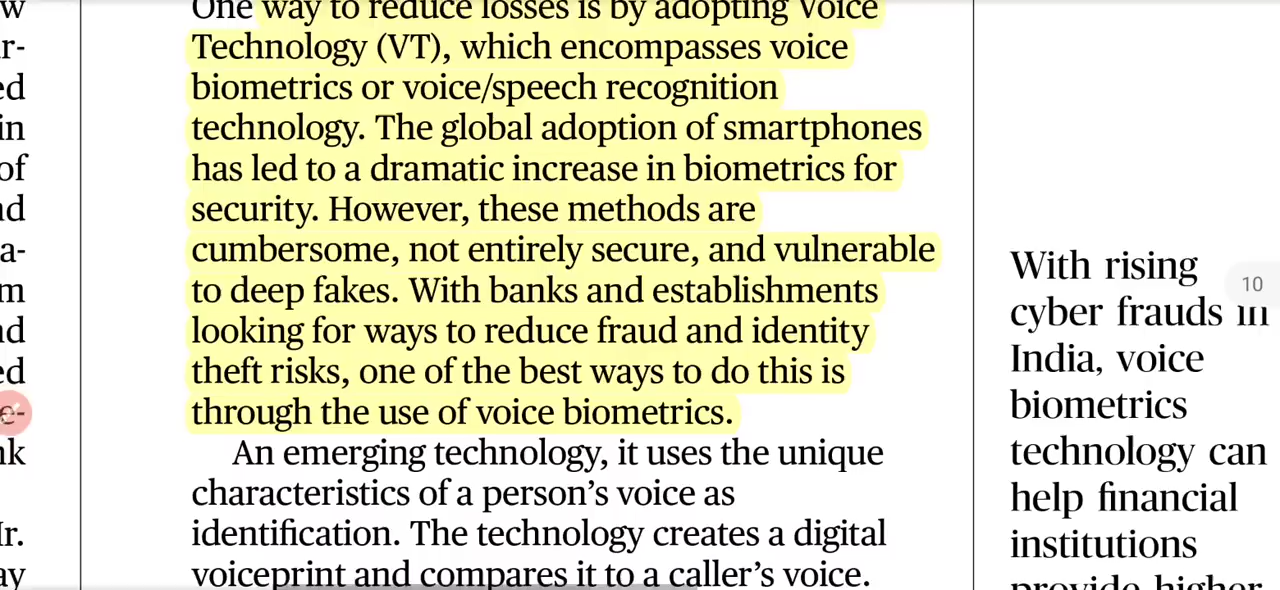 One way to reduce losses is by adopting Voice
Technology (VT), which encompasses voice
biometrics or voice/speech recognition
technology. The global adoption of smartphones
has led to a dramatic increase in biometrics for
security. However, these methods are
cumbersome, not entirely secure, and vulnerable
to deep fakes. With banks and establishments
looking for ways to reduce fraud and identity
theft risks, one of the best ways to do this is
through the use of voice biometrics.
An emerging technology, it uses the unique
characteristics of a person's voice as
identification. The technology creates a digital
voiceprint and compares it to a caller's voice.
With rising
cyber frauds in
India, voice
biometrics
technology can
help financial
institutions
provide higher
10